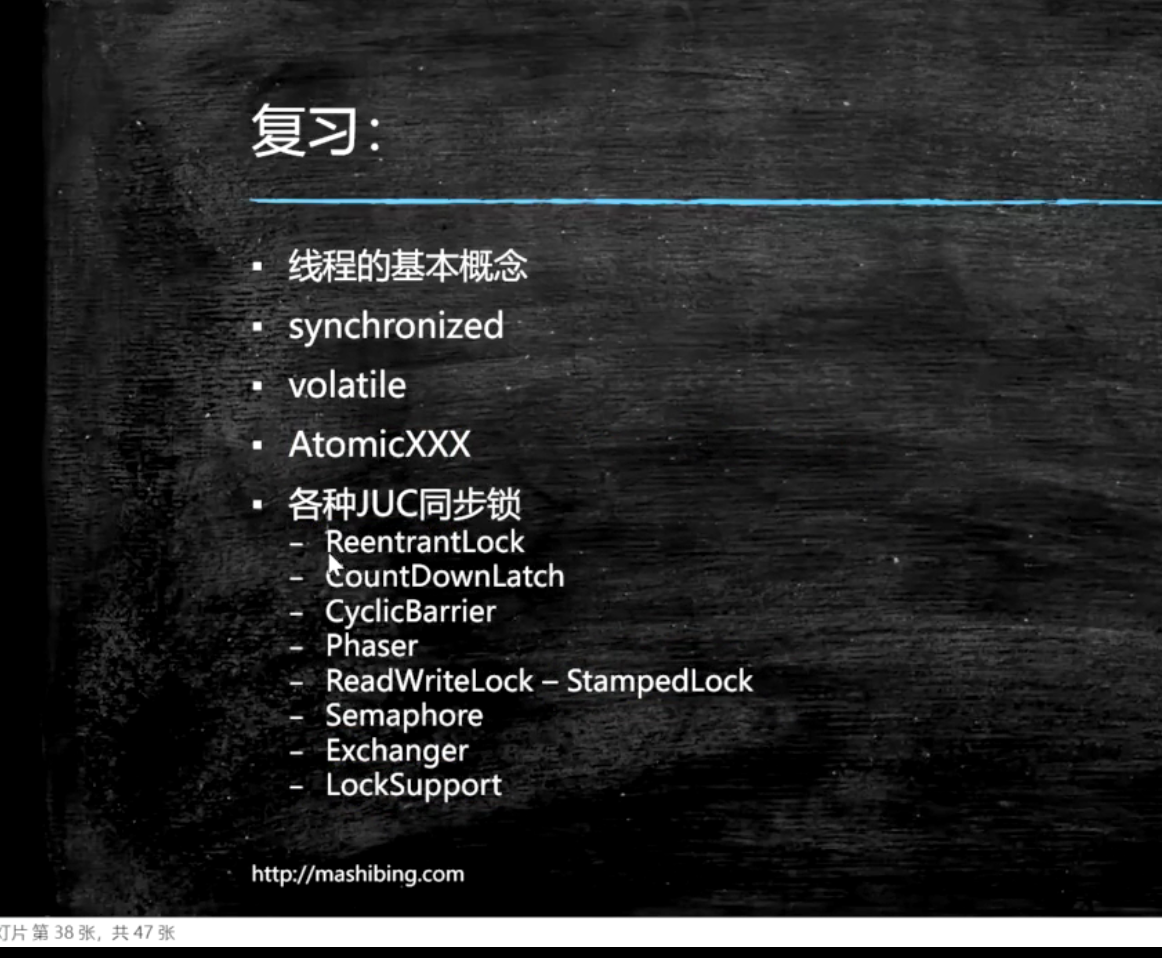 复习：
▪ 线程的基本概念
▪ synchronized
▪ volatile
▪ AtomicXXX
▪ 各种JUC同步锁
– ReentrantLock
– CountDownLatch
– CyclicBarrier
– Phaser
– ReadWriteLock – StampedLock
– Semaphore
– Exchanger
– LockSupport
http://mashibing.com
灯片 第 38 张，共 47 张